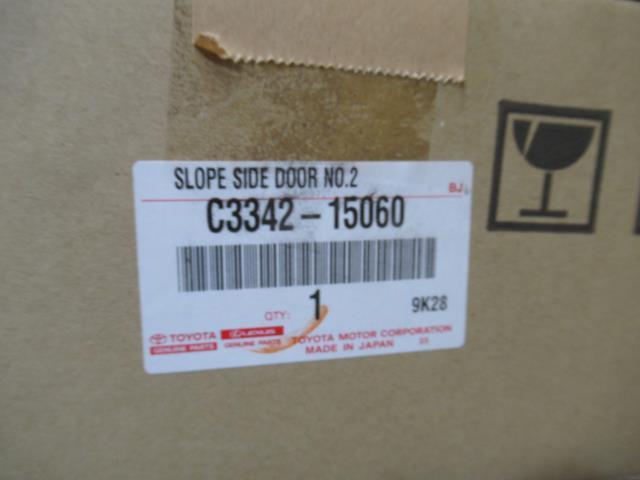 SLOPE SIDE DOOR NO.2
BJ
C3342-15060
QTY: 1
9K28
TOYOTA LEXUS TOYOTA MOTOR CORPORATION
GENUINE PARTS GENUINE PARTS MADE IN JAPAN 23